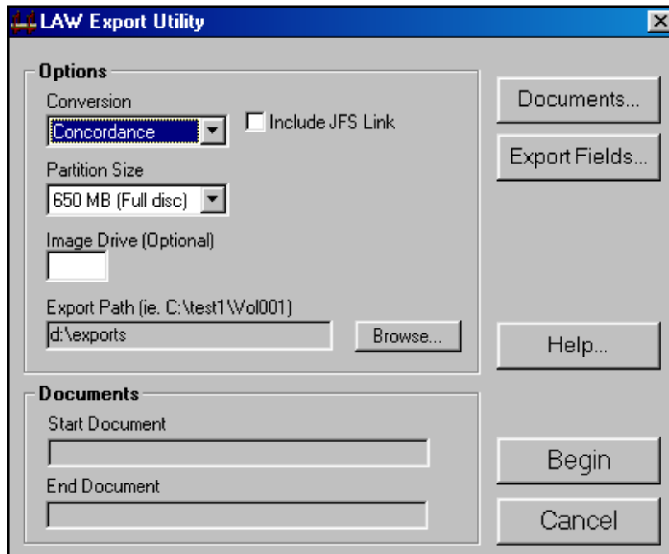 LAW Export Utility
Options
Conversion
Concordance
Include JFS Link
Partition Size
650 MB (Full disc)
Image Drive (Optional)
Export Path (ie. C:\test1\Vol001)
d:\exports
Browse...
Documents
Start Document
End Document
Documents...
Export Fields...
Help...
Begin
Cancel